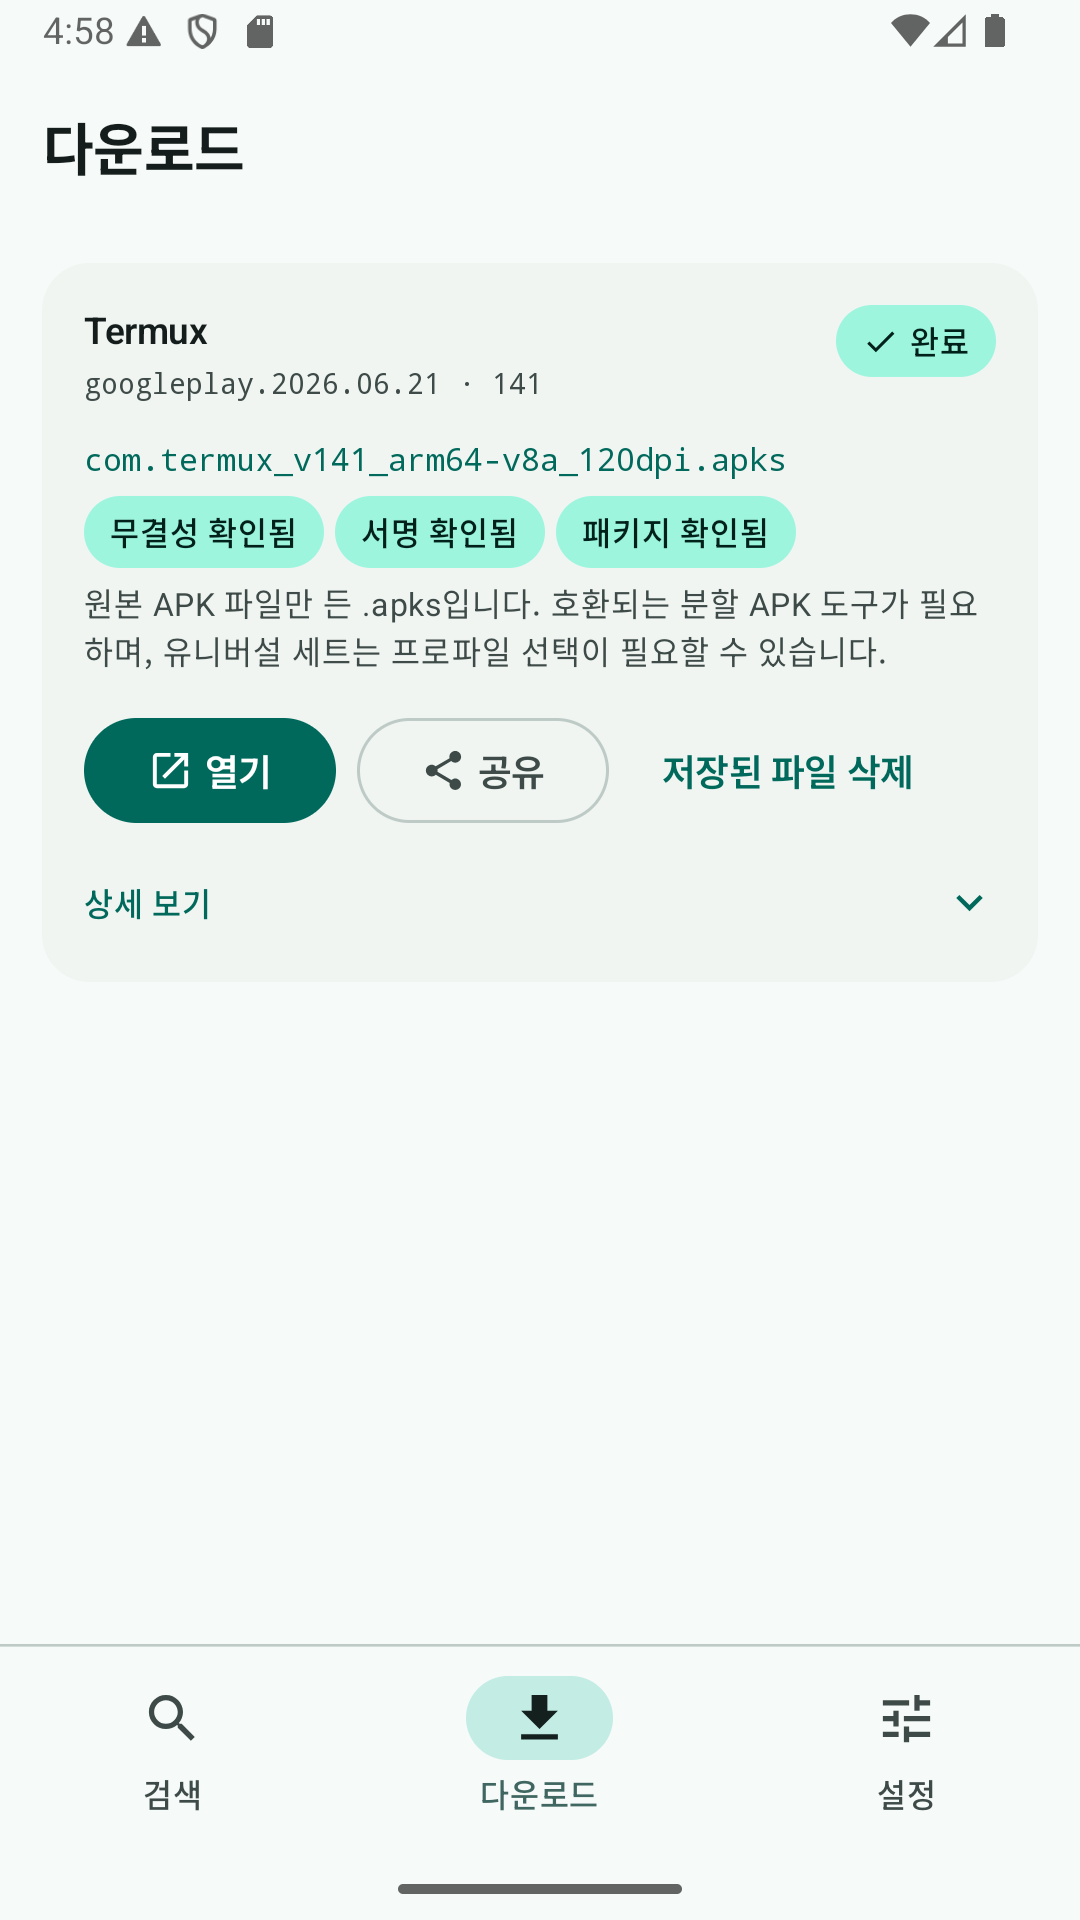 4:58
다운로드
Termux
완료
googleplay.2026.06.21 · 141
com.termux_v141_arm64-v8a_120dpi.apks
무결성 확인됨 서명 확인됨 패키지 확인됨
원본 APK 파일만 든 .apks입니다. 호환되는 분할 APK 도구가 필요
하며, 유니버설 세트는 프로파일 선택이 필요할 수 있습니다.
열기 공유 저장된 파일 삭제
상세 보기
검색 다운로드 설정